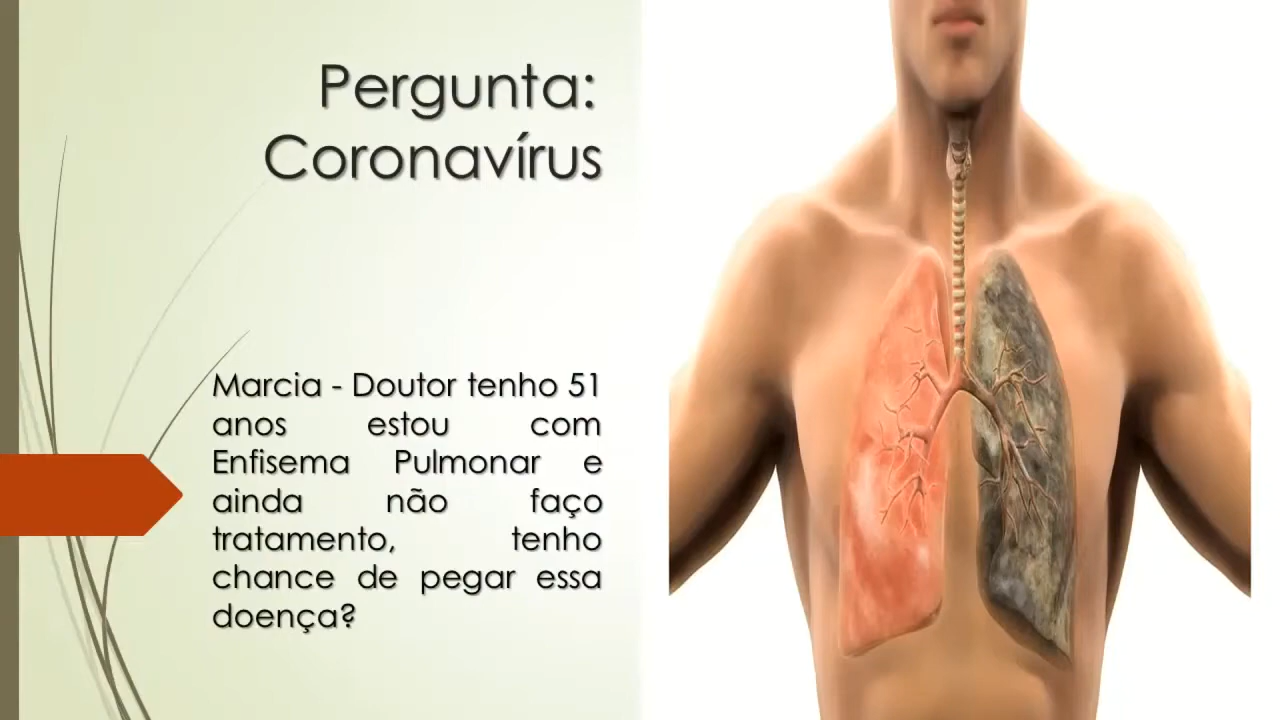 Pergunta:
Coronavírus
Marcia - Doutor tenho 51
anos estou com
Enfisema Pulmonar e
ainda não faço
tratamento, tenho
chance de pegar essa
doença?